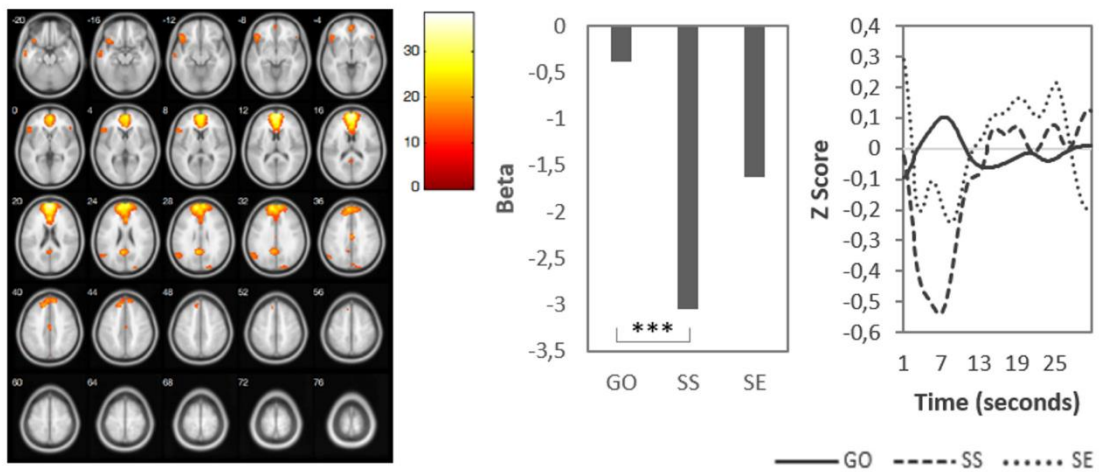 -20 -16 -12 -8 -4
0 4 8 12 16
20 24 28 32 36
40 44 48 52 56
60 64 68 72 76
30
20
10
0
Beta
-0
-0,5
-1
-1,5
-2
-2,5
-3
-3,5
***
GO SS SE
Z Score
0,4
0,3
0,2
0,1
0
-0,1
-0,2
-0,3
-0,4
-0,5
-0,6
1 7 13 19 25
Time (seconds)
GO SS SE